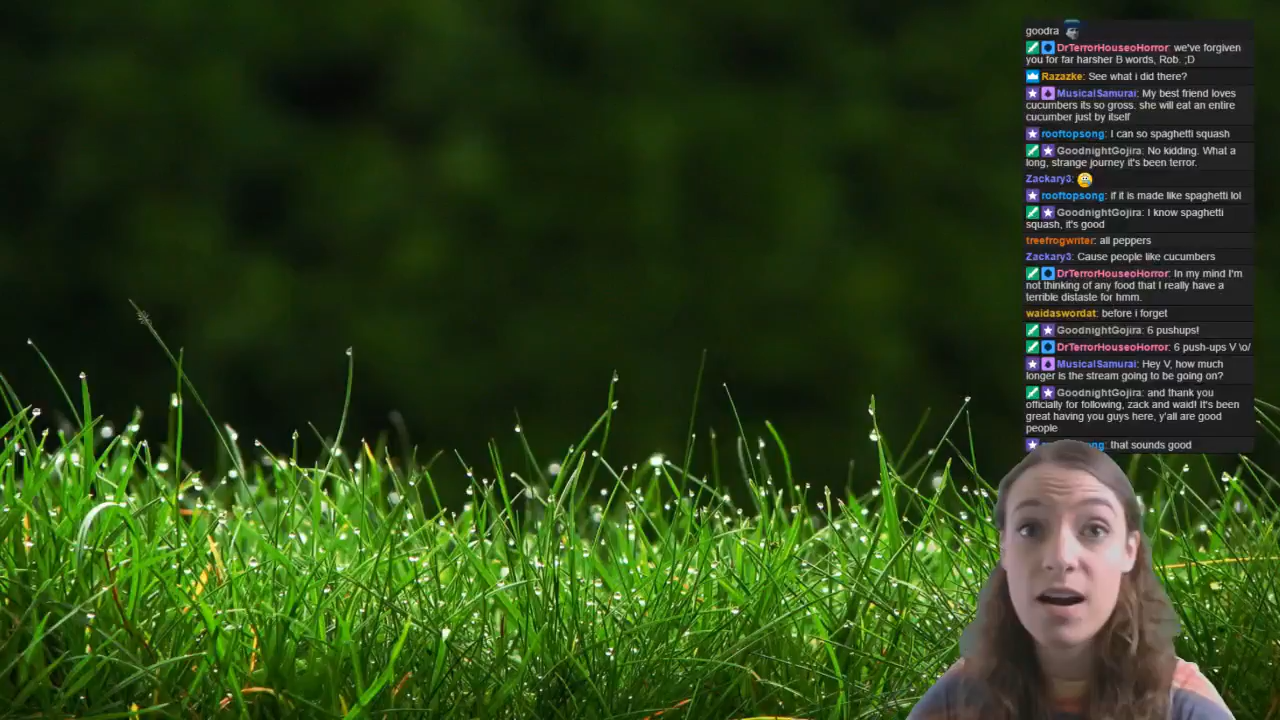 goodra
DrTerrorHouseoHorror: we've forgiven
you for far harsher B words, Rob. ;D
Razazke: See what i did there?
MusicalSamurai: My best friend loves
cucumbers its so gross. she will eat an entire
cucumber just by itself
rooftopsong: I can so spaghetti squash
GoodnightGojira: No kidding. What a
long, strange journey it's been terror.
Zackary3:
rooftopsong: if it is made like spaghetti lol
GoodnightGojira: I know spaghetti
squash, it's good
treefrogwriter: all peppers
Zackary3: Cause people like cucumbers
DrTerrorHouseoHorror: In my mind I'm
not thinking of any food that I really have a
terrible distaste for hmm.
waidaswordat: before i forget
GoodnightGojira: 6 pushups!
DrTerrorHouseoHorror: 6 push-ups V \o/
MusicalSamurai: Hey V, how much
longer is the stream going to be going on?
GoodnightGojira: and thank you
officially for following, zack and waid! It's been
great having you guys here, y'all are good
people
that sounds good